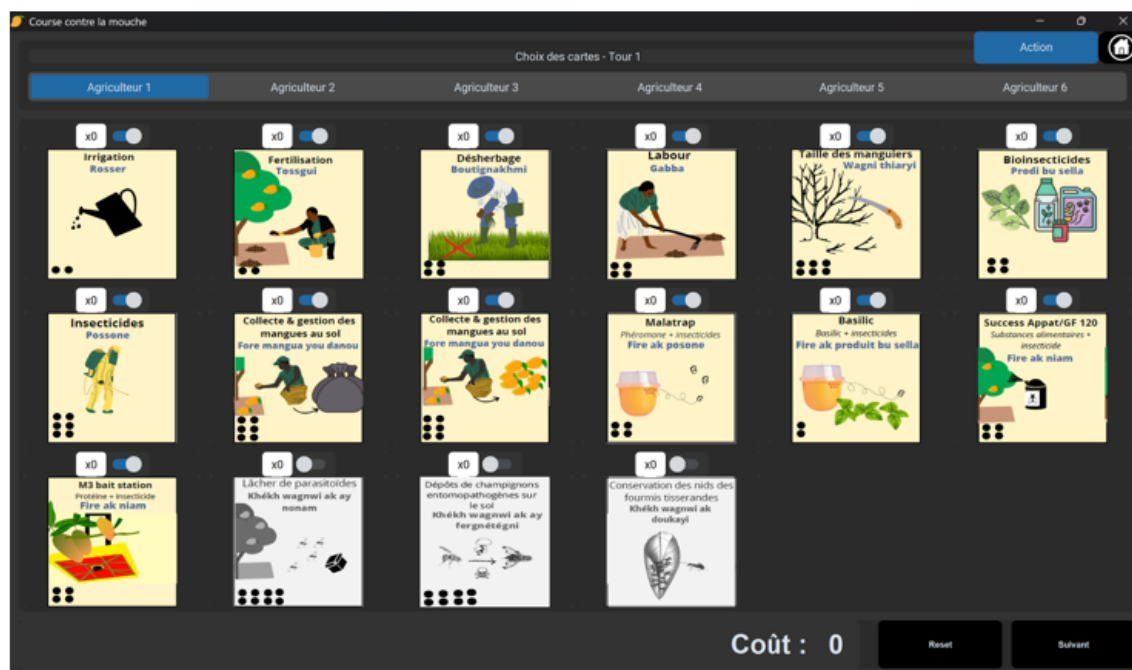 Course contre la mouche
Choix des cartes - Tour 1
Action
Agriculteur 1
Agriculteur 2
Agriculteur 3
Agriculteur 4
Agriculteur 5
Agriculteur 6
x0
x0
x0
x0
x0
x0
Irrigation
Rosser
Fertilisation
Tossgui
Désherbage
Boutignakhmi
Labour
Gabba
Taille des manguiers
Wagni thiaryi
Bioinsecticides
Prodi bu sella
x0
x0
x0
x0
x0
x0
Insecticides
Possone
Collecte & gestion des
mangues au sol
Fore mangua you danou
Collecte & gestion des
mangues au sol
Fore mangua you danou
Malatrap
Phéromone + insecticides
Fire ak posone
Basilic
Basilic + insecticides
Fire ak produit bu sella
Success Appat/GF 120
Substances alimentaires +
insecticide
Fire ak niam
x0
x0
x0
x0
M3 bait station
Protéine + insecticide
Fire ak niam
Lâcher de parasitoïdes
Khékh wagnwi ak ay
nonam
Dépôts de champignons
entomopathogènes sur
le sol
Khékh wagnwi ak ay
fergnétégni
Conservation des nids des
fourmis tisserandes
Khékh wagnwi ak
doukayi
Coût : 0
Reset
Suivant